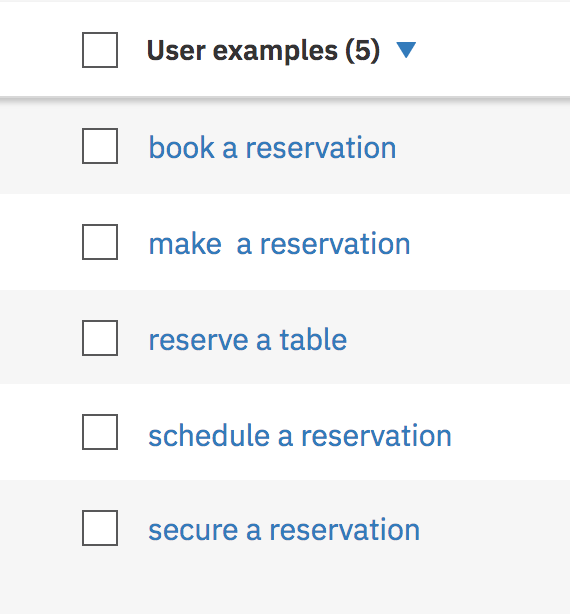 User examples (5)
book a reservation
make  a reservation
reserve a table
schedule a reservation
secure a reservation